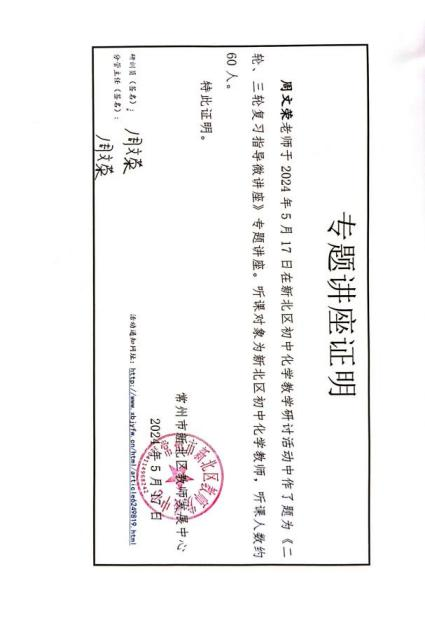 专题讲座证明
周文荣老师于 2024 年 5 月 17 日在新北区初中化学教学研讨活动中作了题为《二
轮、三轮复习指导微讲座》专题讲座。听课对象为新北区初中化学教师，听课人数约
60 人。
特此证明。
常州市新北区教师发展中心
2024 年 5 月 17 日
研训员（签名）：周文荣
分管主任（签名）：周文荣
活动通知网址：http://www.xbjyfw.cn/html/article6249819.html